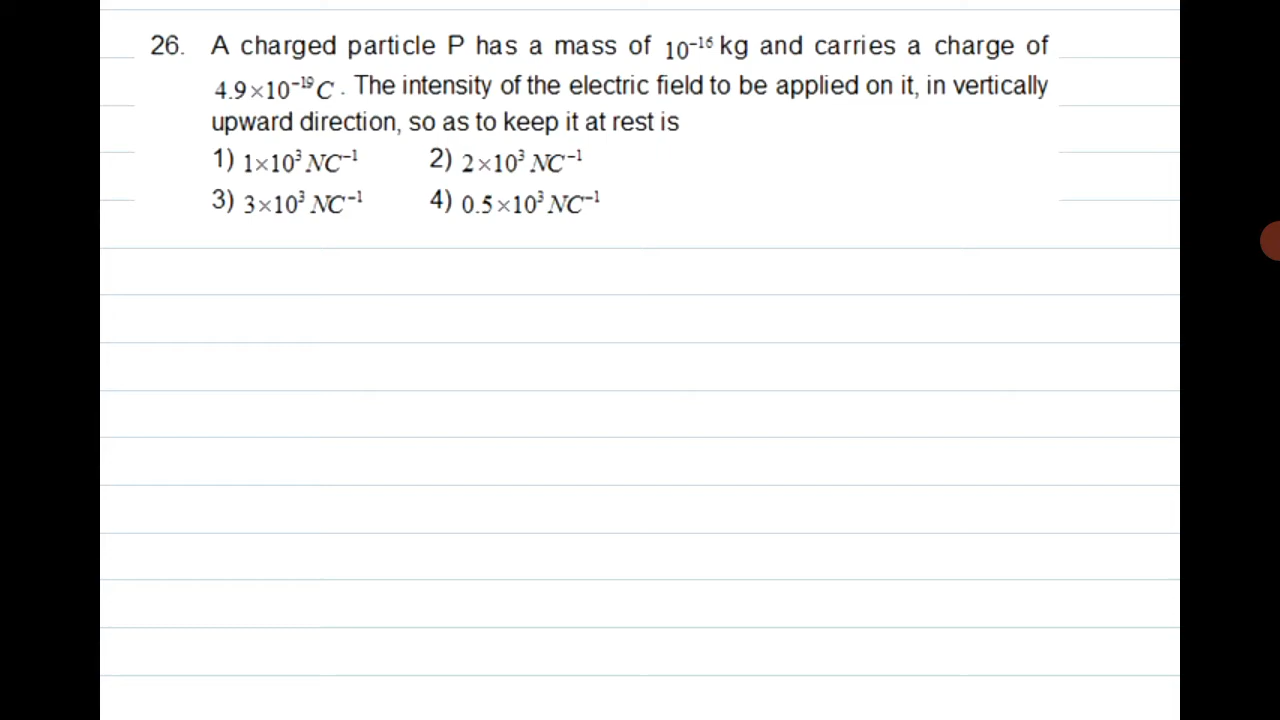 26. A charged particle P has a mass of 10⁻¹⁶ kg and carries a charge of
4.9×10⁻¹⁹ C . The intensity of the electric field to be applied on it, in vertically
upward direction, so as to keep it at rest is
1) 1×10³ NC⁻¹ 2) 2×10³ NC⁻¹
3) 3×10³ NC⁻¹ 4) 0.5×10³ NC⁻¹